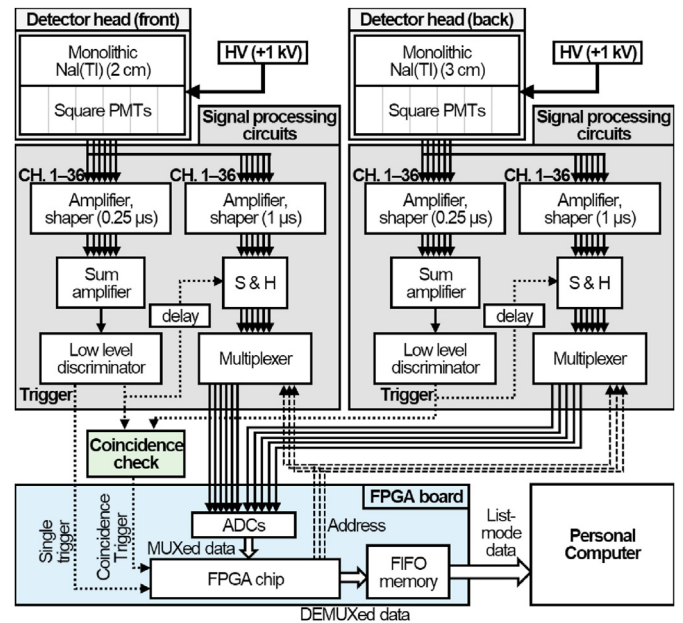 Detector head (front)
Monolithic
NaI(Tl) (2 cm)
Square PMTs
HV (+1 kV)
Signal processing
circuits
CH. 1–36
CH. 1–36
Amplifier,
shaper (0.25 µs)
Amplifier,
shaper (1 µs)
Sum
amplifier
S & H
delay
Low level
discriminator
Multiplexer
Trigger
Detector head (back)
Monolithic
NaI(Tl) (3 cm)
Square PMTs
HV (+1 kV)
Signal processing
circuits
CH. 1–36
CH. 1–36
Amplifier,
shaper (0.25 µs)
Amplifier,
shaper (1 µs)
Sum
amplifier
S & H
delay
Low level
discriminator
Multiplexer
Trigger
Coincidence
check
FPGA board
Single
trigger
Coincidence
Trigger
ADCs
Address
MUXed data
FPGA chip
FIFO
memory
List-
mode
data
Personal
Computer
DEMUXed data